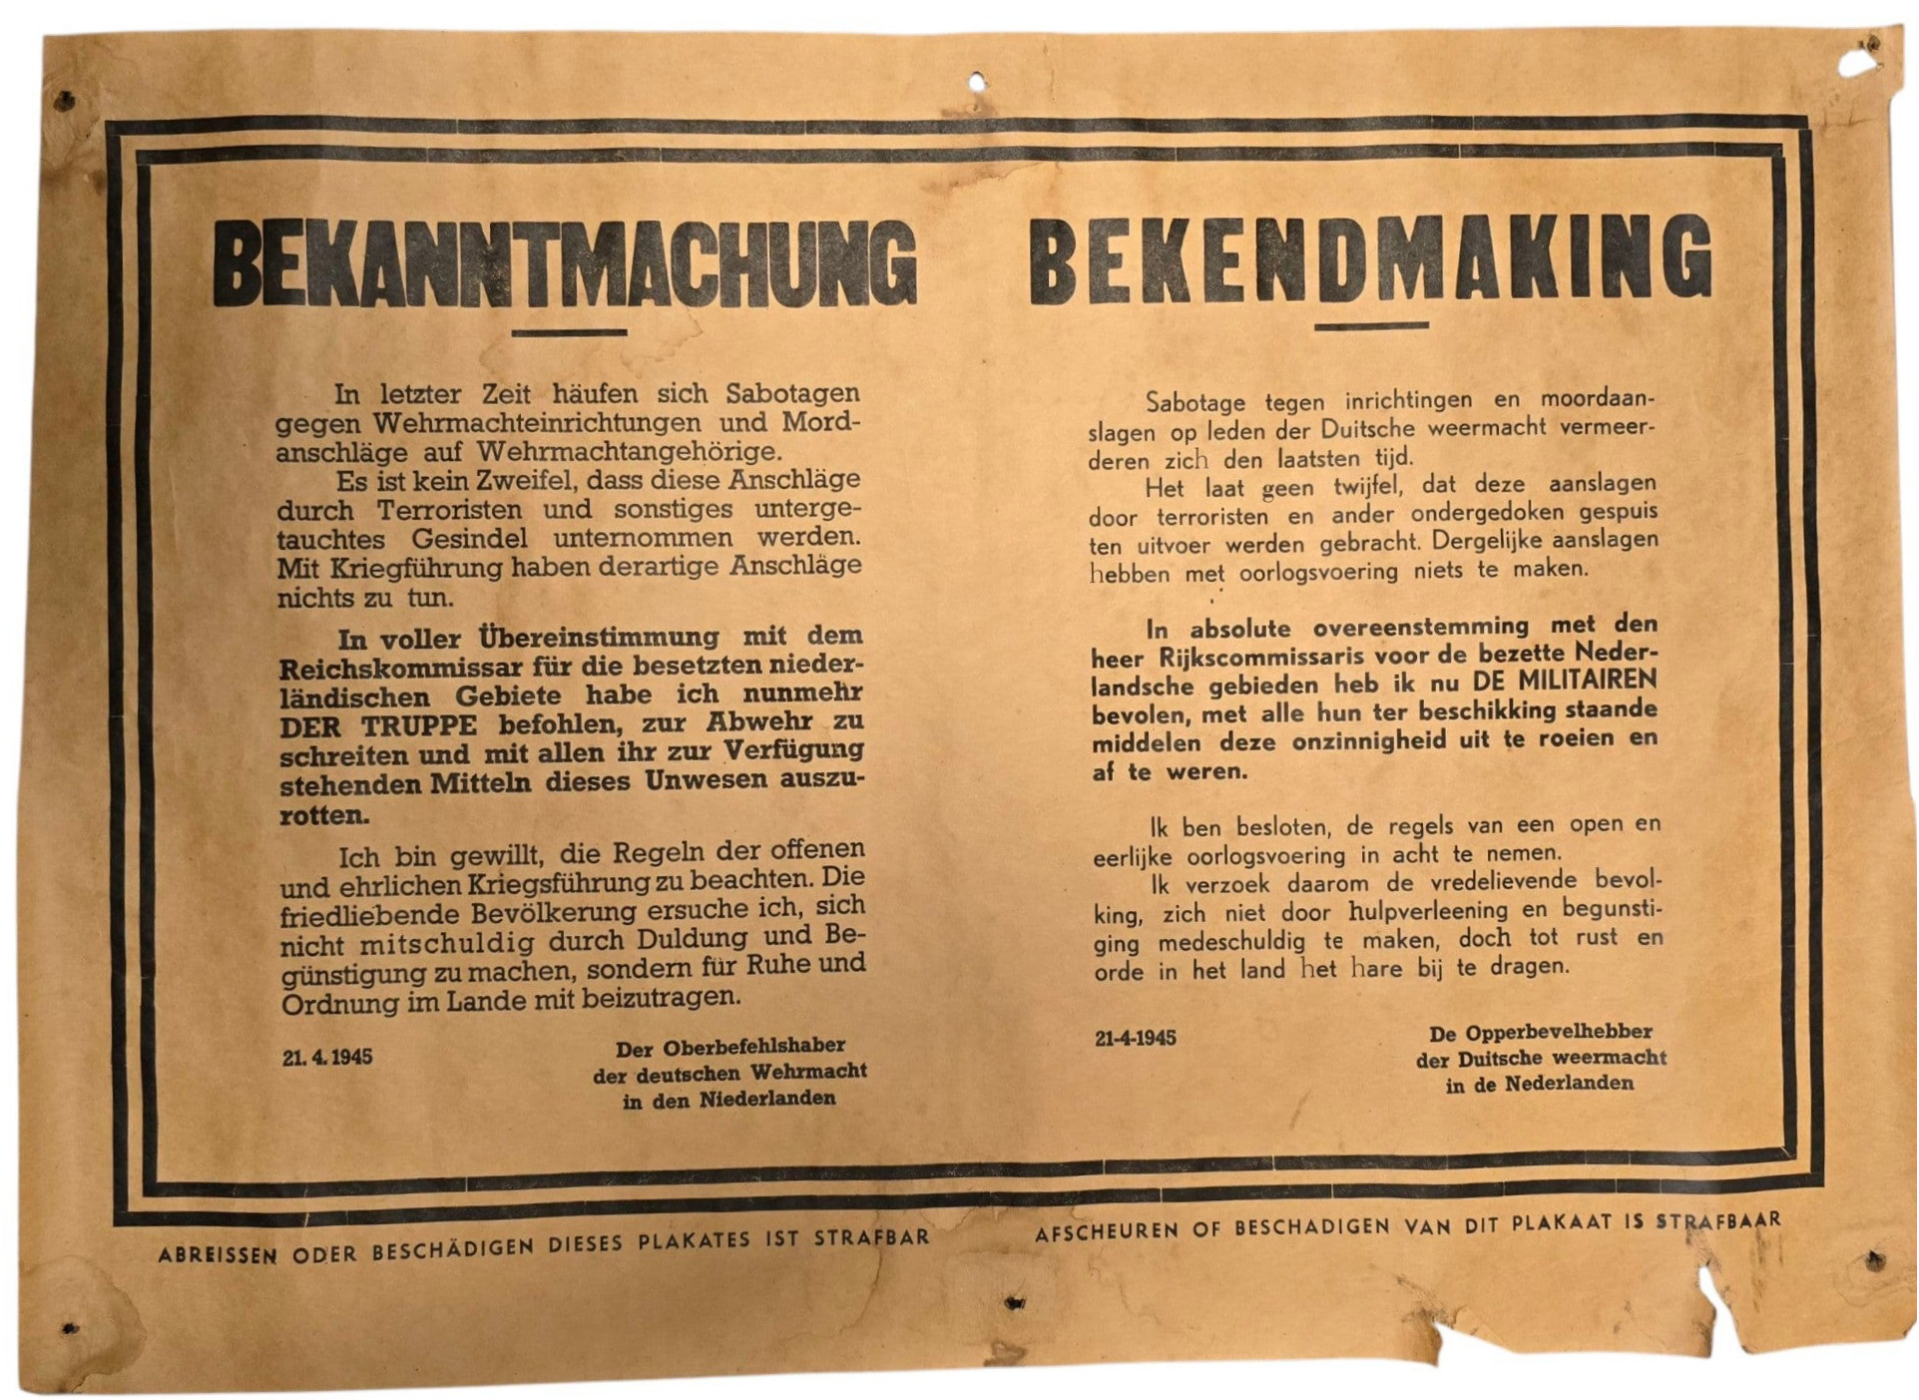 BEKANNTMACHUNG
In letzter Zeit häufen sich Sabotagen
gegen Wehrmachteinrichtungen und Mord-
anschläge auf Wehrmachtangehörige.
Es ist kein Zweifel, dass diese Anschläge
durch Terroristen und sonstiges unterge-
tauchtes Gesindel unternommen werden.
Mit Kriegführung haben derartige Anschläge
nichts zu tun.
In voller Übereinstimmung mit dem
Reichskommissar für die besetzten nieder-
ländischen Gebiete habe ich nunmehr
DER TRUPPE befohlen, zur Abwehr zu
schreiten und mit allen ihr zur Verfügung
stehenden Mitteln dieses Unwesen auszu-
rotten.
Ich bin gewillt, die Regeln der offenen
und ehrlichen Kriegsführung zu beachten. Die
friedliebende Bevölkerung ersuche ich, sich
nicht mitschuldig durch Duldung und Be-
günstigung zu machen, sondern für Ruhe und
Ordnung im Lande mit beizutragen.
21. 4. 1945
Der Oberbefehlshaber
der deutschen Wehrmacht
in den Niederlanden
ABREISSEN ODER BESCHÄDIGEN DIESES PLAKATES IST STRAFBAR
BEKENDMAKING
Sabotage tegen inrichtingen en moordaan-
slagen op leden der Duitsche weermacht vermeer-
deren zich den laatsten tijd.
Het laat geen twijfel, dat deze aanslagen
door terroristen en ander ondergedoken gespuis
ten uitvoer werden gebracht. Dergelijke aanslagen
hebben met oorlogsvoering niets te maken.
In absolute overeenstemming met den
heer Rijkscommissaris voor de bezette Neder-
landsche gebieden heb ik nu DE MILITAIREN
bevolen, met alle hun ter beschikking staande
middelen deze onzinnigheid uit te roeien en
af te weren.
Ik ben besloten, de regels van een open en
eerlijke oorlogsvoering in acht te nemen.
Ik verzoek daarom de vredelievende bevol-
king, zich niet door hulpverleening en begunsti-
ging medeschuldig te maken, doch tot rust en
orde in het land het hare bij te dragen.
21-4-1945
De Opperbevelhebber
der Duitsche weermacht
in de Nederlanden
AFSCHEUREN OF BESCHADIGEN VAN DIT PLAKAAT IS STRAFBAAR